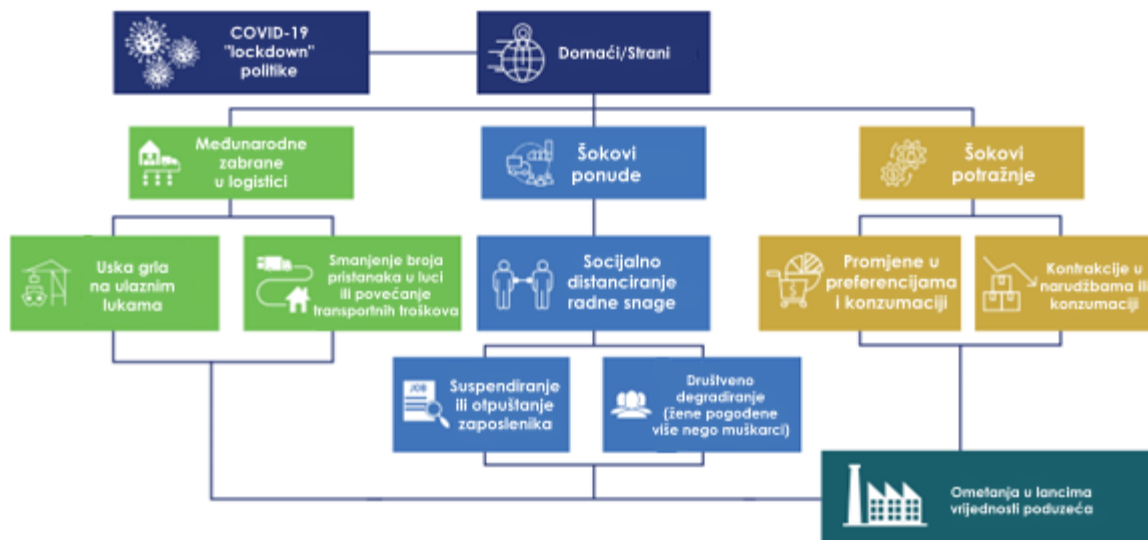 COVID-19
"lockdown"
politike
Domaći/Strani
Međunarodne
zabrane
u logistici
Šokovi
ponude
Šokovi
potražnje
Uska grla
na ulaznim
lukama
Smanjenje broja
pristanaka u luci
ili povećanje
transportnih troškova
Socijalno
distanciranje
radne snage
Promjene u
preferencijama
i konzumaciji
Kontrakcije u
narudžbama ili
konzumaciji
JOB
Suspendiranje
ili otpuštanje
zaposlenika
Društveno
degradiranje
(žene pogođene
više nego muškarci)
Ometanja u lancima
vrijednosti poduzeća